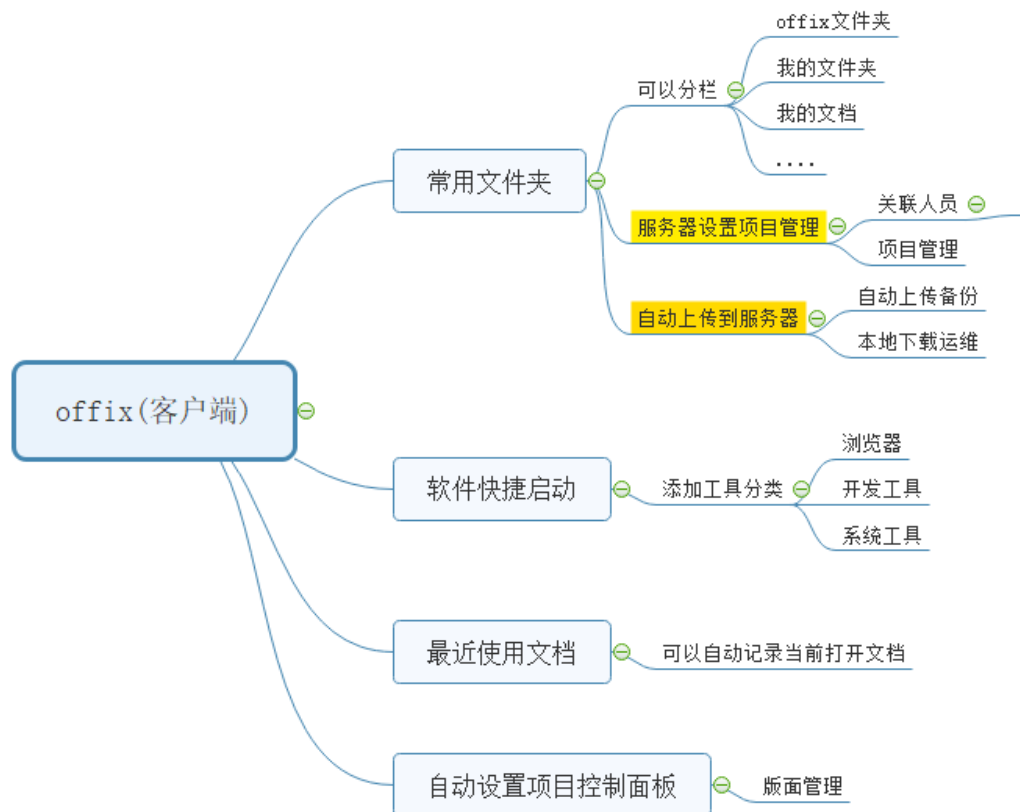 offix文件夹
我的文件夹
可以分栏
我的文档
....
常用文件夹
关联人员
服务器设置项目管理
项目管理
自动上传备份
自动上传到服务器
本地下载运维
offix(客户端)
浏览器
软件快捷启动
添加工具分类
开发工具
系统工具
最近使用文档
可以自动记录当前打开文档
自动设置项目控制面板
版面管理